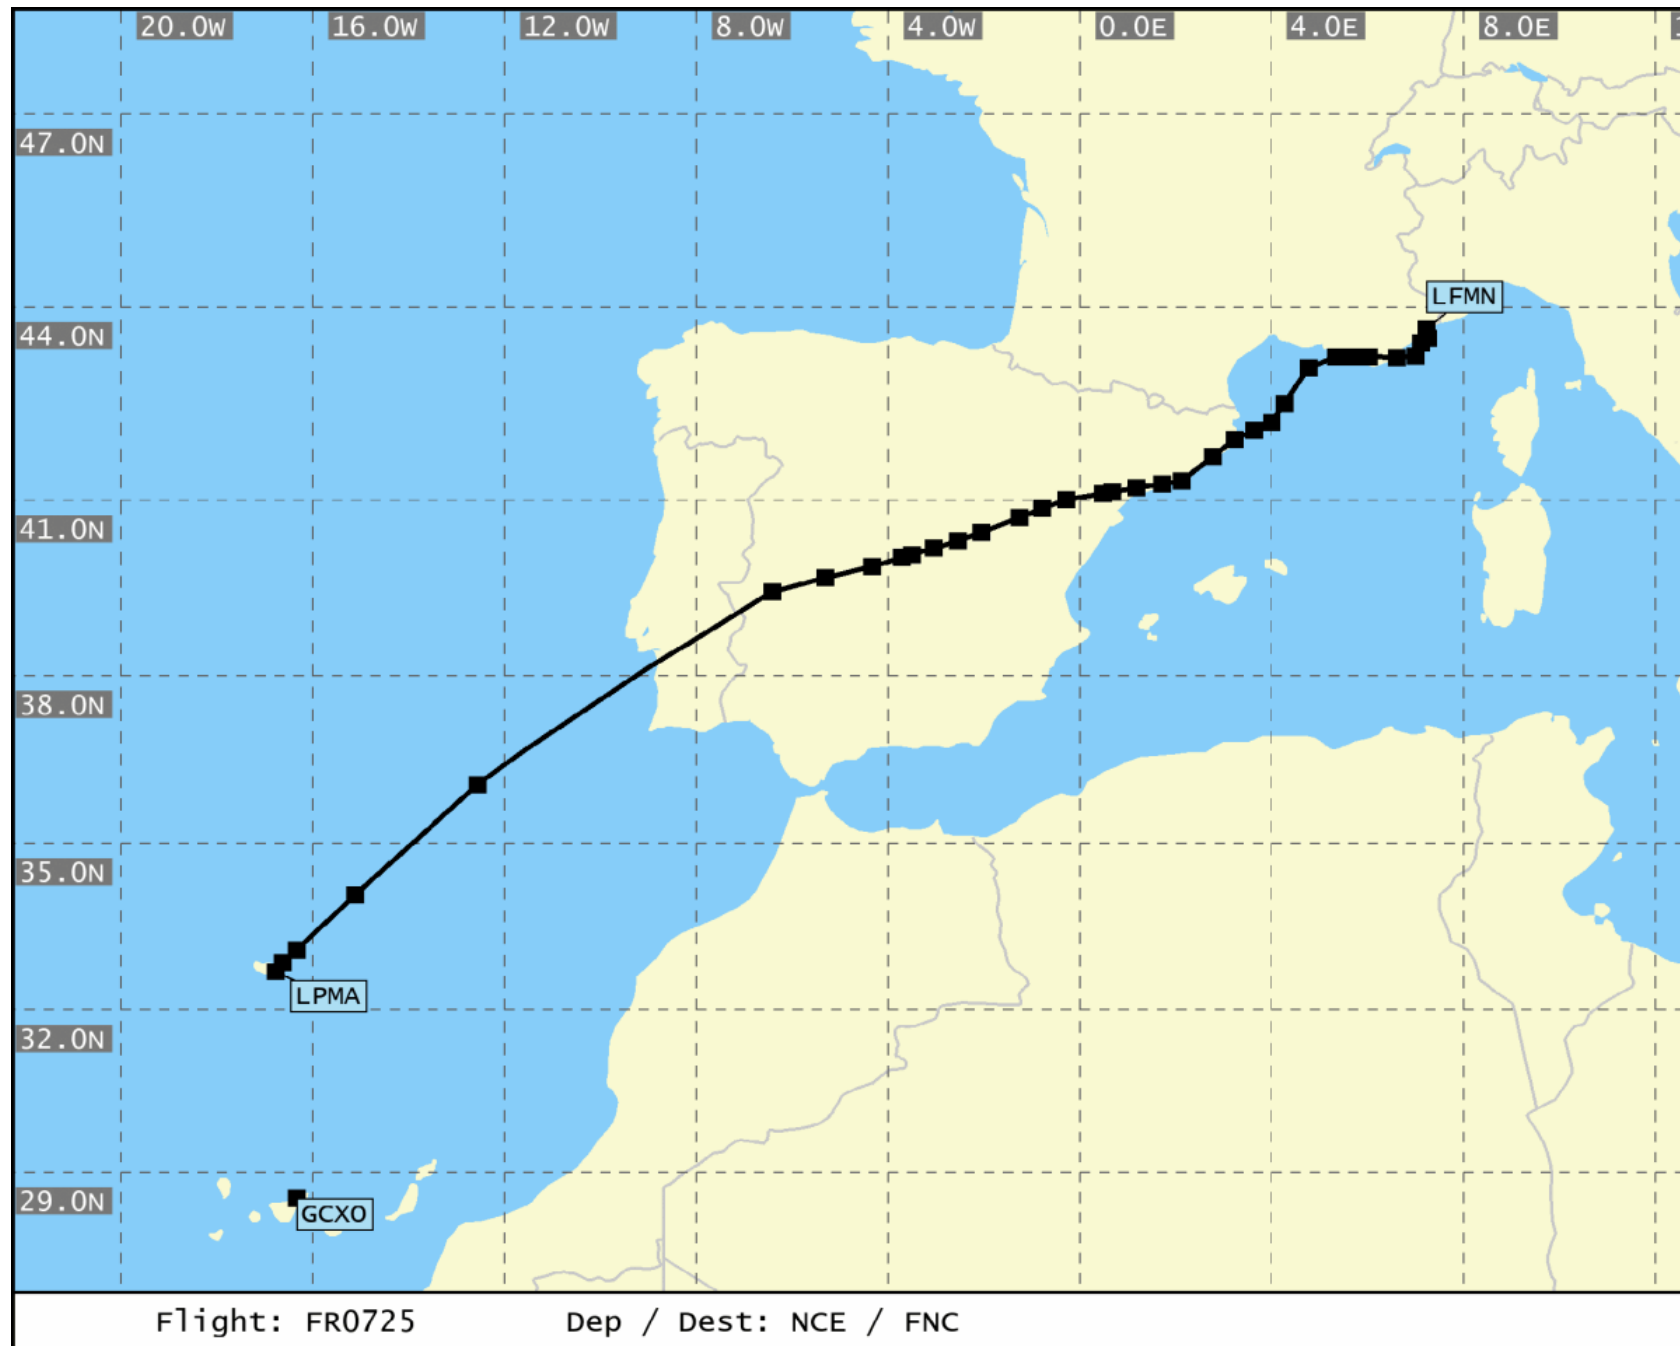 20.0W 16.0W 12.0W 8.0W 4.0W 0.0E 4.0E 8.0E
47.0N
LFMN
44.0N
41.0N
38.0N
35.0N
LPMA
32.0N
29.0N
GCXO
Flight: FR0725 Dep / Dest: NCE / FNC